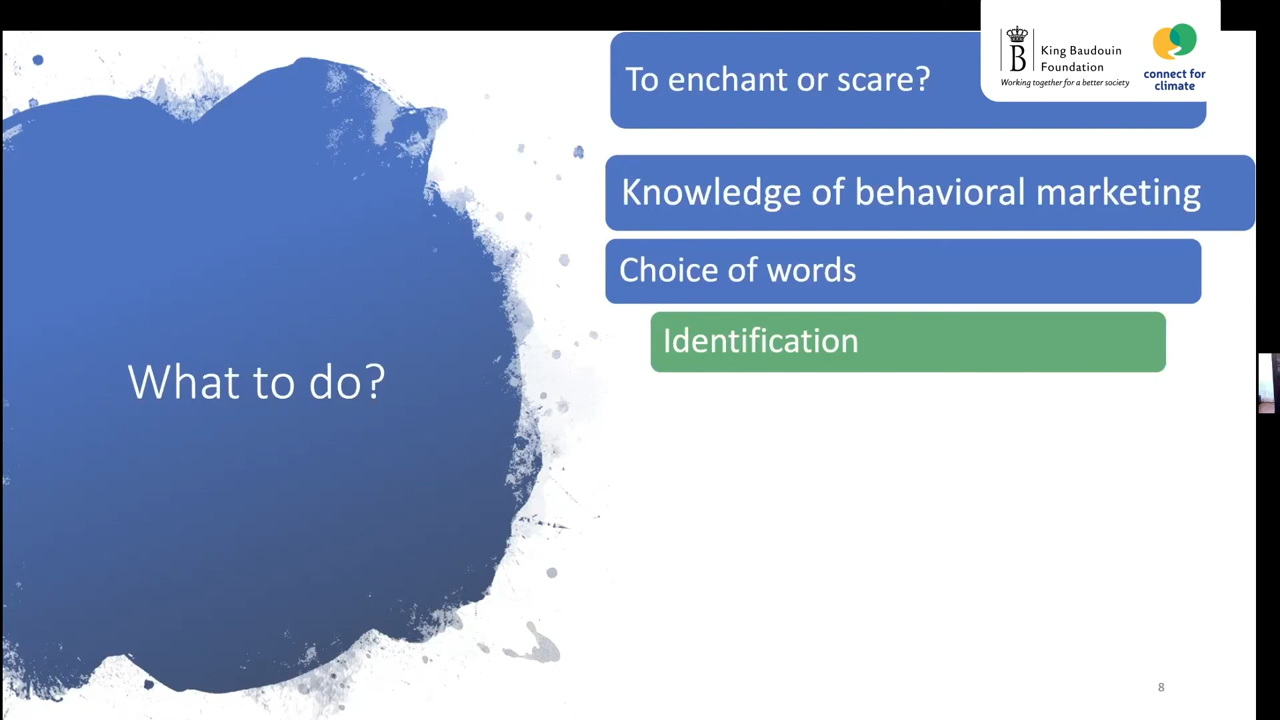 To enchant or scare?
B
King Baudouin
Foundation
Working together for a better society
connect for
climate
Knowledge of behavioral marketing
Choice of words
Identification
What to do?
8